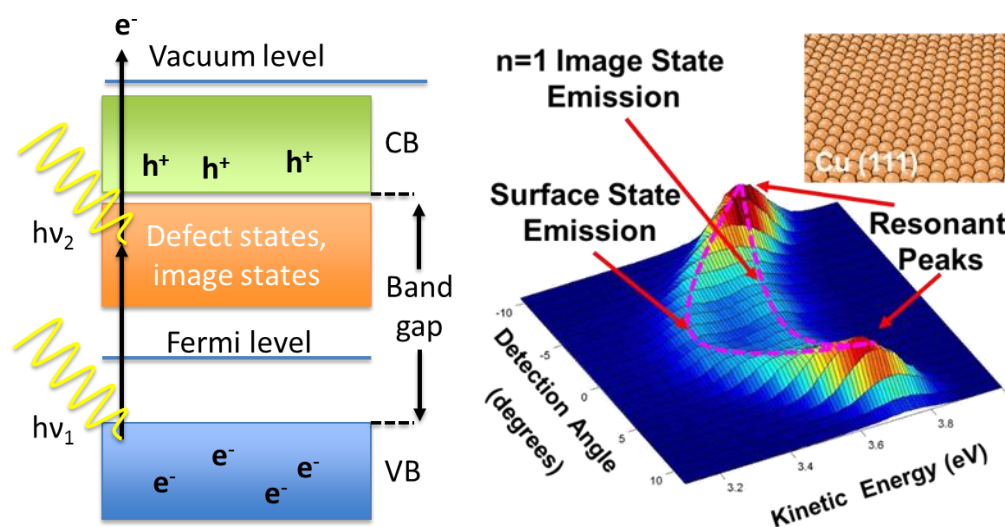 e⁻
Vacuum level
h⁺ h⁺ h⁺
CB
hν₂
Defect states,
image states
Band
gap
Fermi level
hν₁
e⁻ e⁻ e⁻ e⁻
VB
n=1 Image State
Emission
Cu (111)
Surface State
Emission
Resonant
Peaks
-10
-5
0
5
10
Detection Angle
(degrees)
3.2
3.4
3.6
3.8
Kinetic Energy (eV)